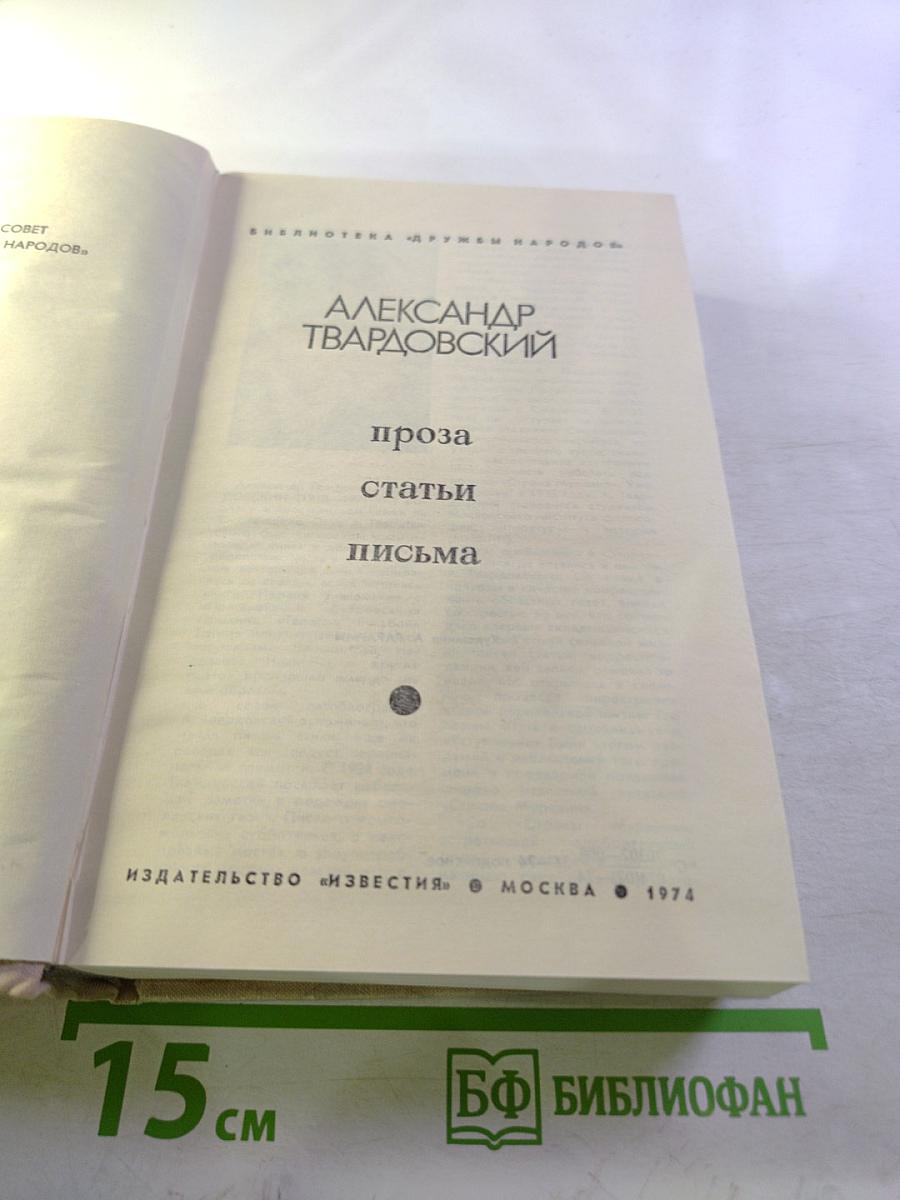 СОВЕТ
НАРОДОВ»
БИБЛИОТЕКА «ДРУЖБЫ НАРОДОВ»
АЛЕКСАНДР
ТВАРДОВСКИЙ
проза
статьи
письма
ИЗДАТЕЛЬСТВО «ИЗВЕСТИЯ» ● МОСКВА ● 1974
15 см
БФ БИБЛИОФАН